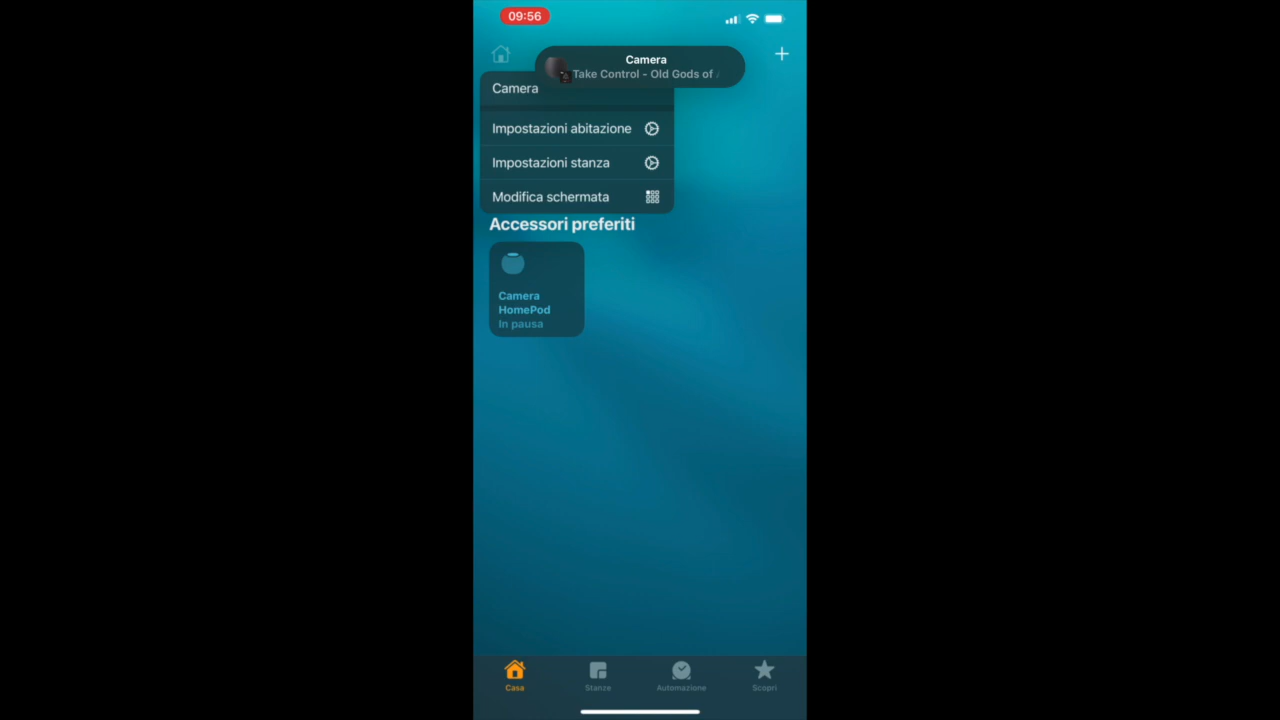 09:56
Camera
Take Control - Old Gods of
Camera
Impostazioni abitazione
Impostazioni stanza
Modifica schermata
Accessori preferiti
Camera
HomePod
In pausa
Casa
Stanze
Automazione
Scopri